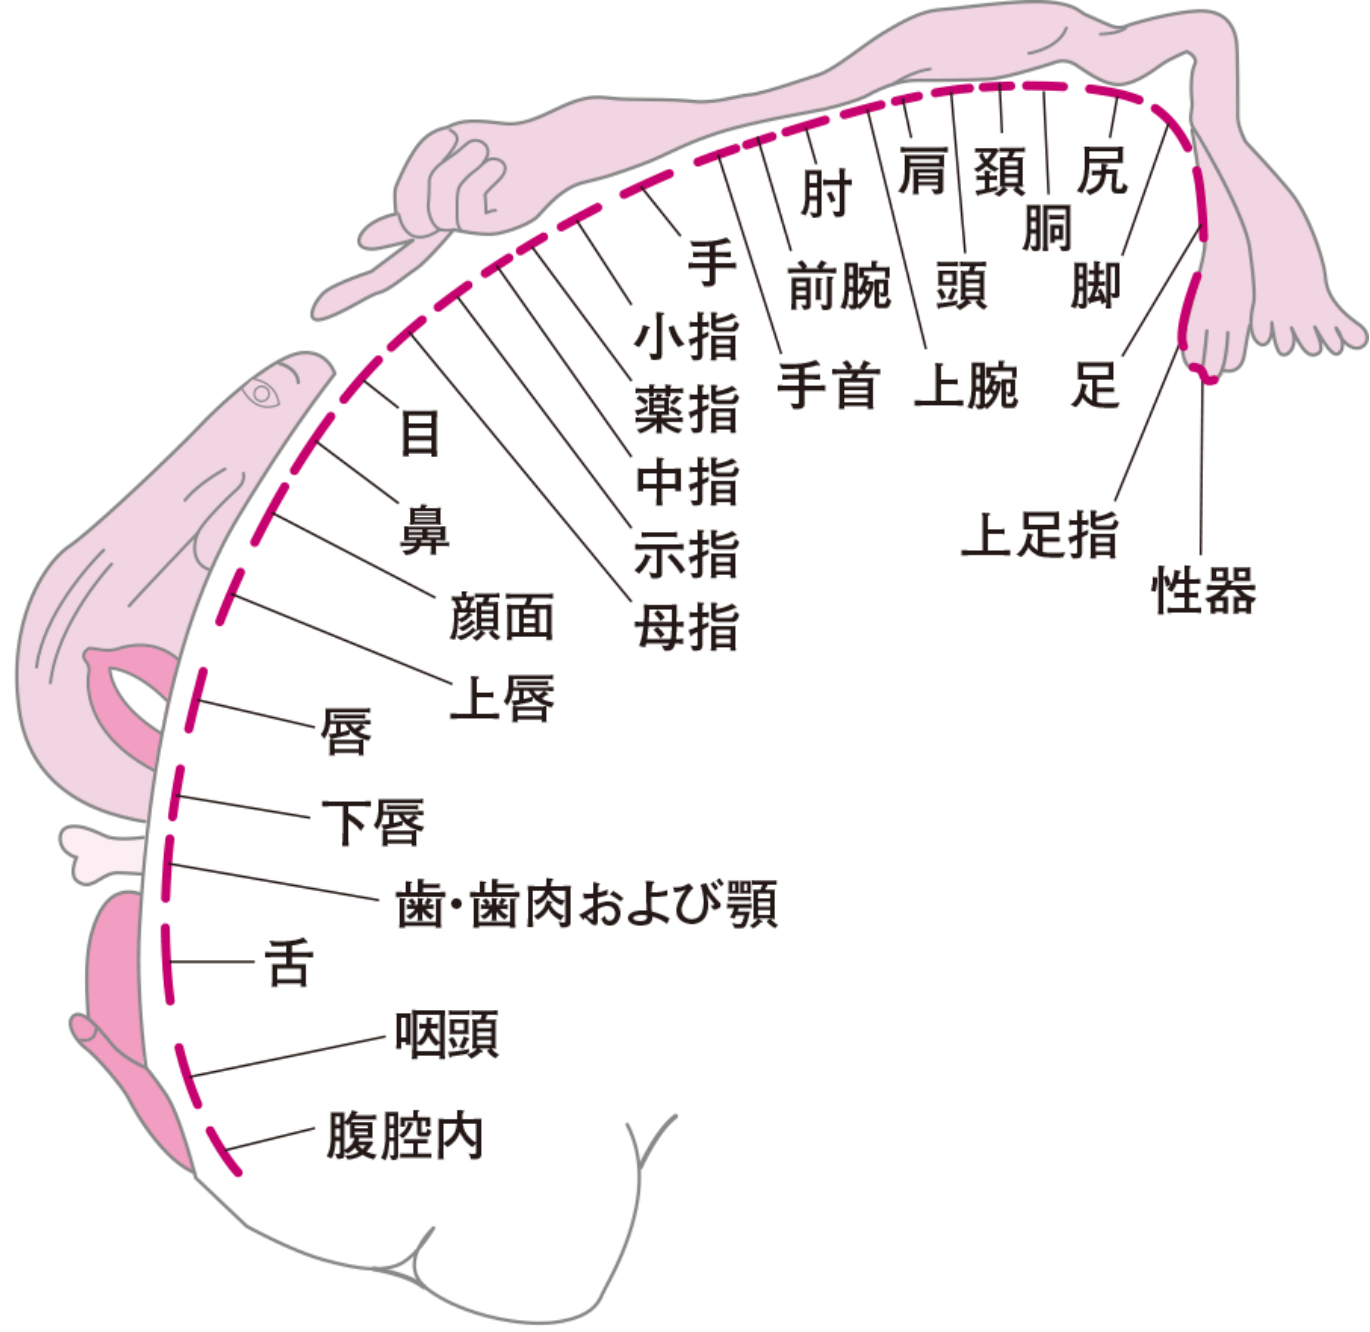 肘
肩
頚
尻
胴
手
前腕
頭
脚
小指
手首
上腕
足
薬指
目
中指
鼻
上足指
示指
性器
顔面
母指
上唇
唇
下唇
歯・歯肉および顎
舌
咽頭
腹腔内